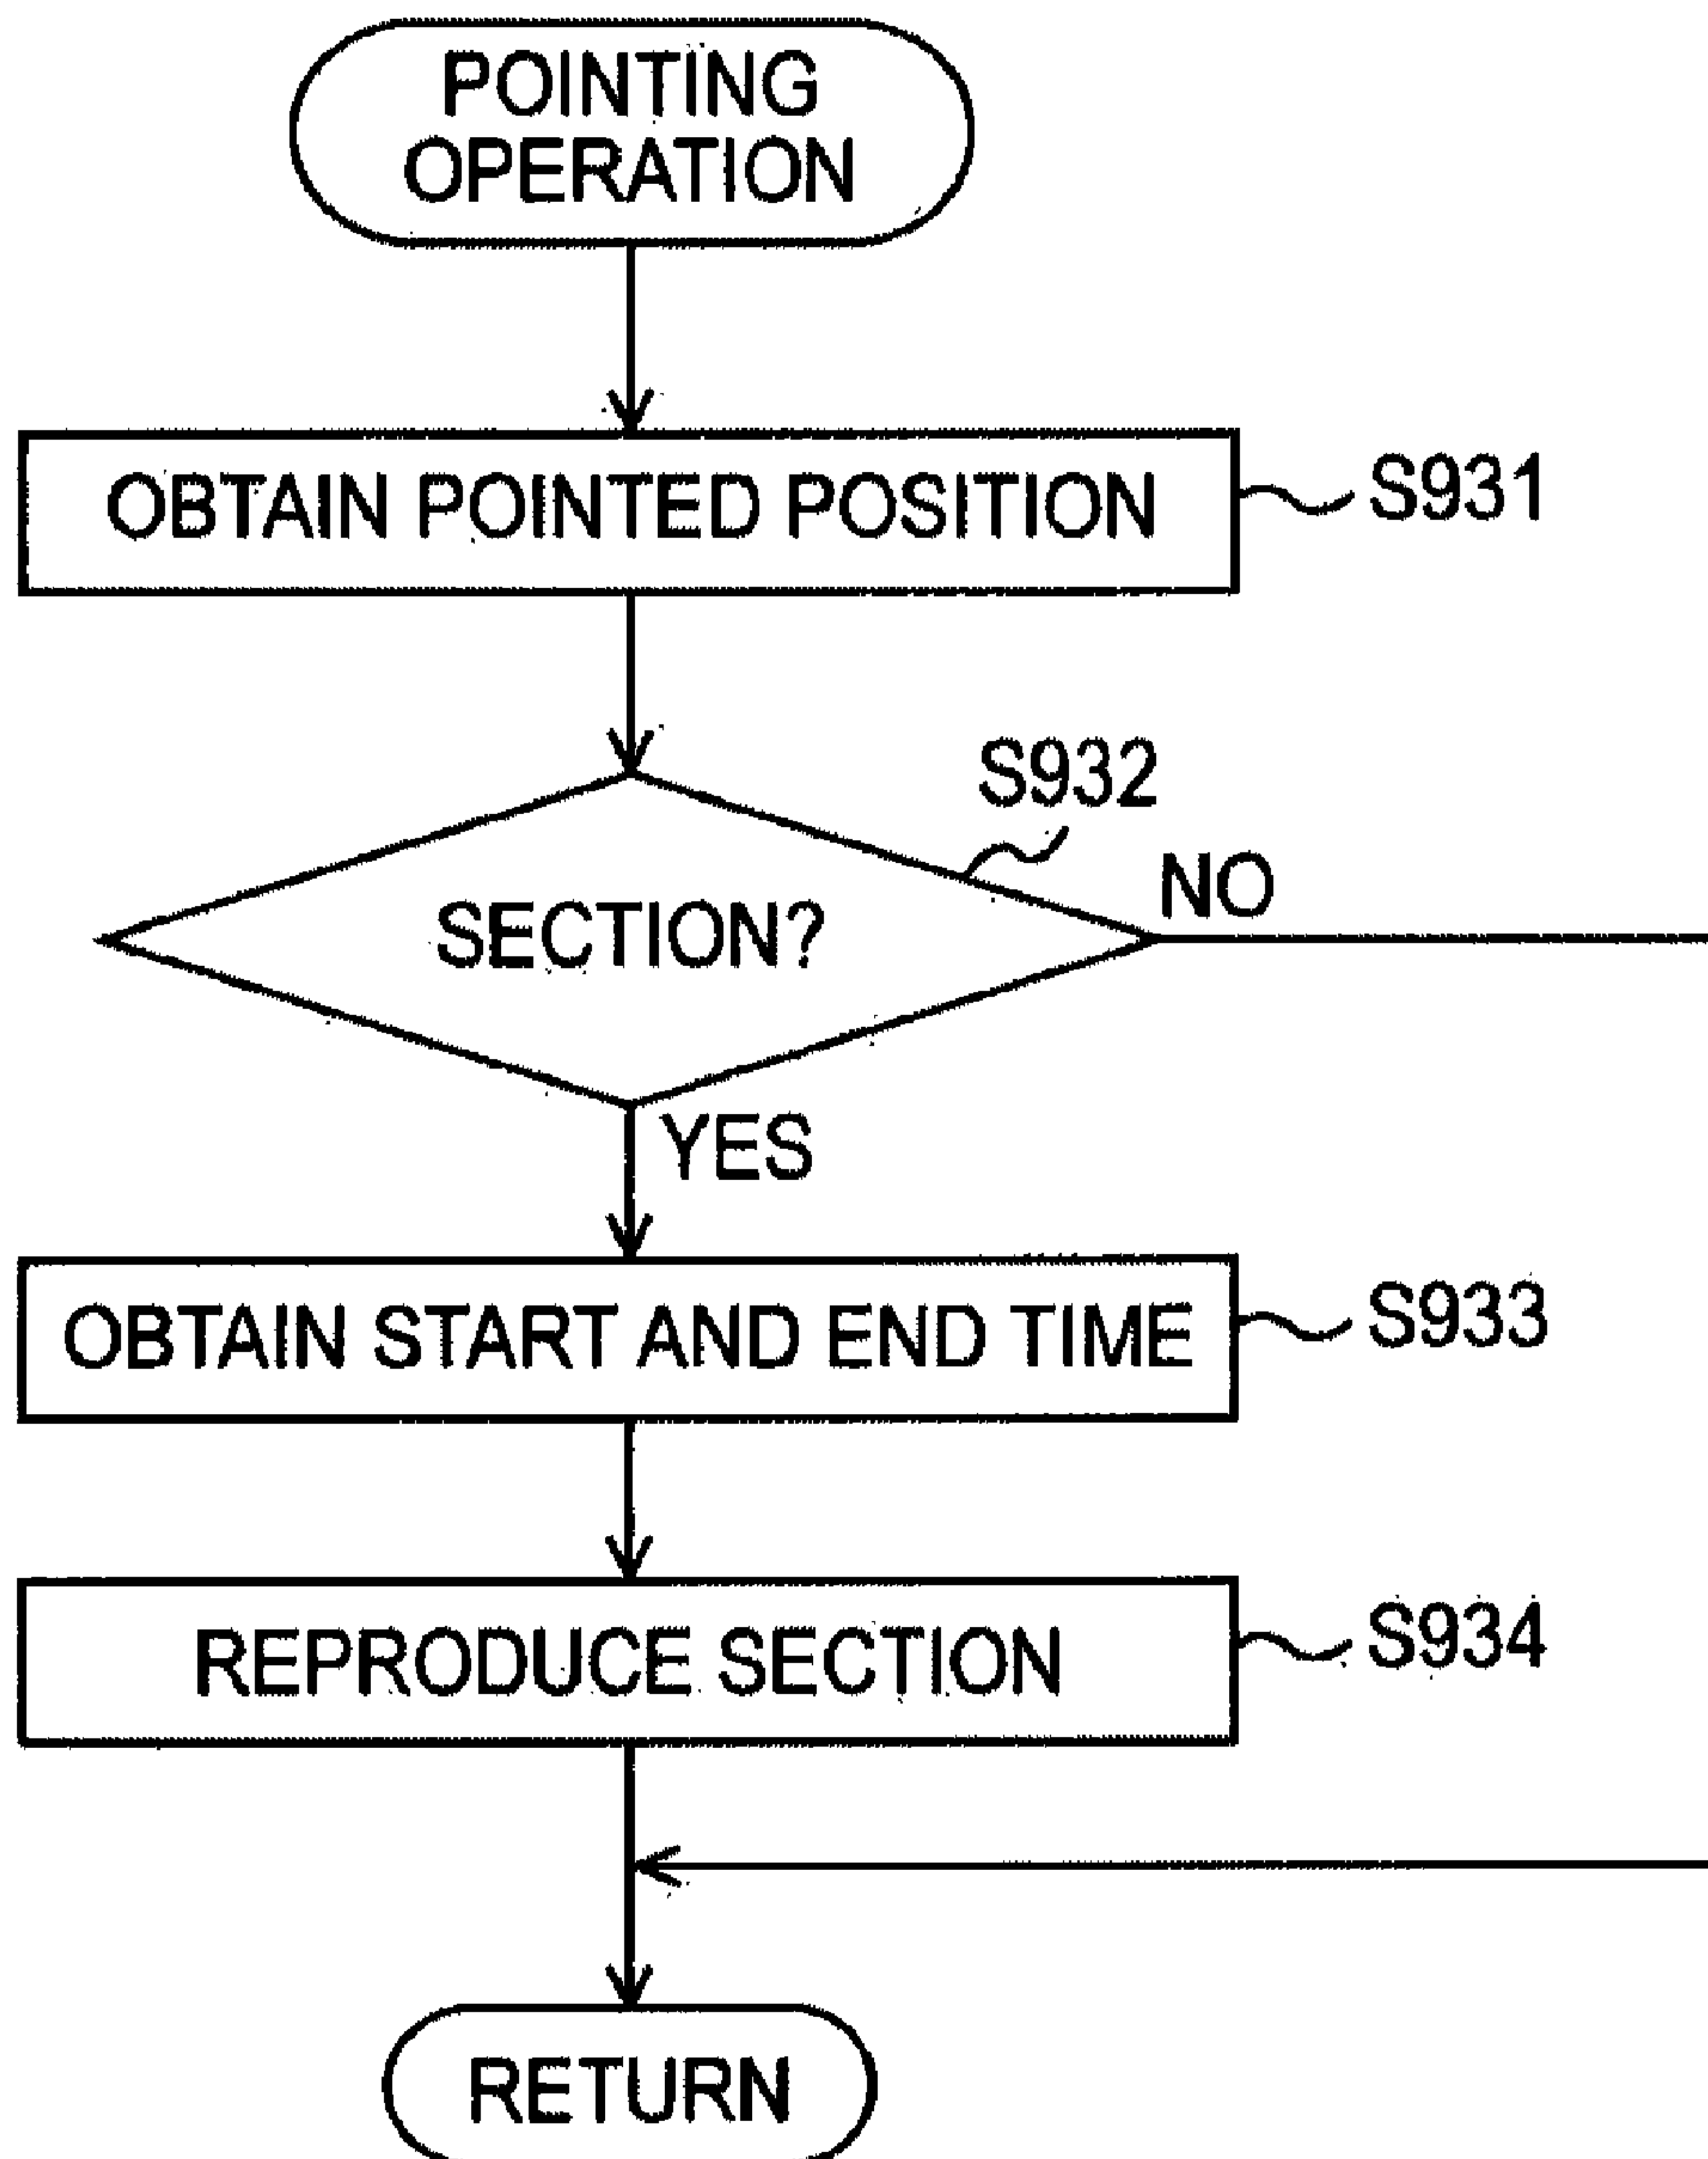 POINTING
OPERATION
OBTAIN POINTED POSITION
S931
S932
SECTION?
NO
YES
OBTAIN START AND END TIME
S933
REPRODUCE SECTION
S934
RETURN